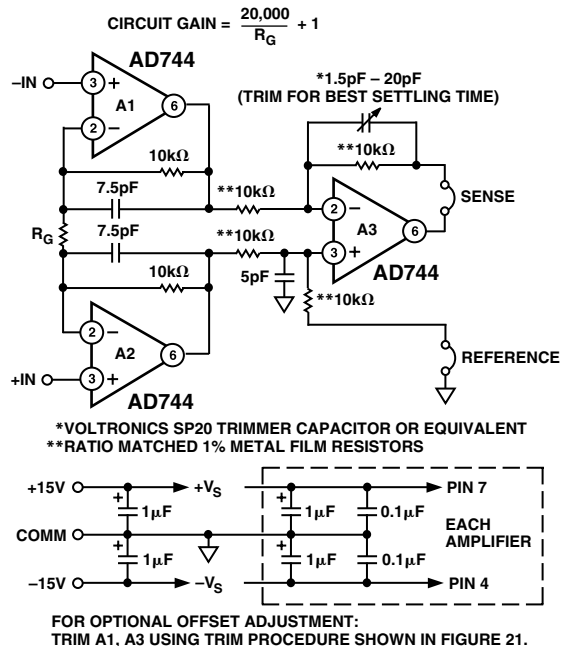 CIRCUIT GAIN = 20,000 / R_G + 1
AD744
–IN
3
+
A1
6
2
–
10kΩ
7.5pF
**10kΩ
R_G
7.5pF
**10kΩ
10kΩ
5pF
2
–
A2
6
+IN
3
+
AD744
*1.5pF – 20pF
(TRIM FOR BEST SETTLING TIME)
**10kΩ
2
–
A3
6
3
+
SENSE
AD744
**10kΩ
REFERENCE
*VOLTRONICS SP20 TRIMMER CAPACITOR OR EQUIVALENT
**RATIO MATCHED 1% METAL FILM RESISTORS
+15V
+V_S
PIN 7
+
1μF
+
1μF
0.1μF
EACH
AMPLIFIER
COMM
+
1μF
+
1μF
0.1μF
–15V
–V_S
PIN 4
FOR OPTIONAL OFFSET ADJUSTMENT:
TRIM A1, A3 USING TRIM PROCEDURE SHOWN IN FIGURE 21.